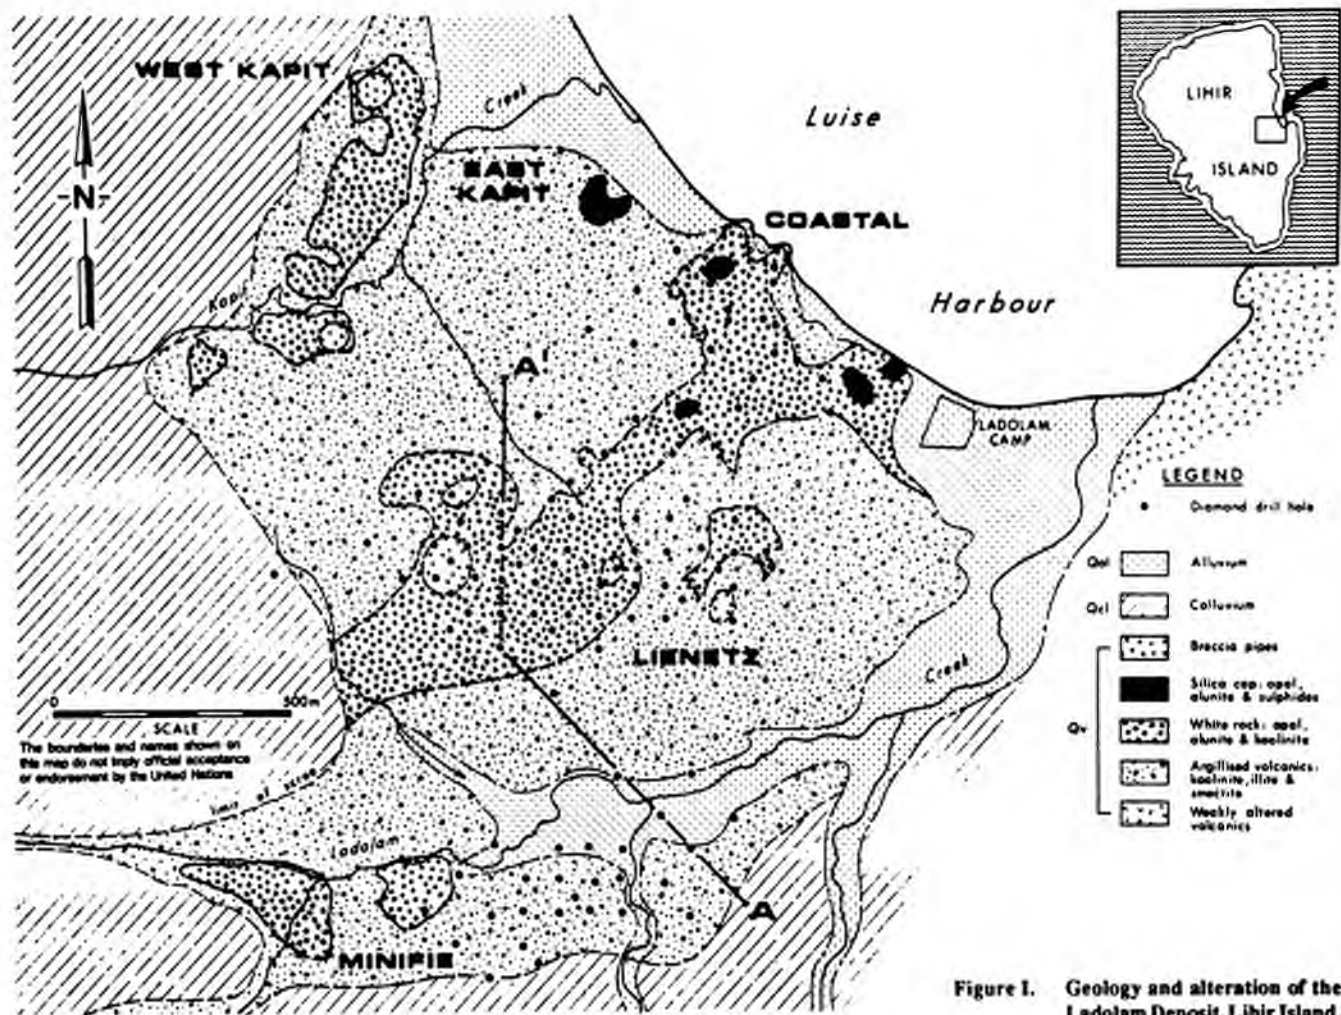 WEST KAPIT
Creek
Luise
LIHIR
ISLAND
EAST
KAPIT
N
COASTAL
Harbour
Kapit
A'
LADOLAM
CAMP
LEGEND
Diamond drill hole
Qal Alluvium
Qcl Colluvium
Breccia pipes
Silica cap: opal,
alunite & sulphides
Qv
White rock: opal,
alunite & kaolinite
Argillised volcanics:
kaolinite, illite &
smectite
Weakly altered
volcanics
LIENETZ
Creek
0 500m
SCALE
The boundaries and names shown on
this map do not imply official acceptance
or endorsement by the United Nations
limit of
Ladolam
A
MINIFIE
Figure I. Geology and alteration of the
Ladolam Deposit, Lihir Island